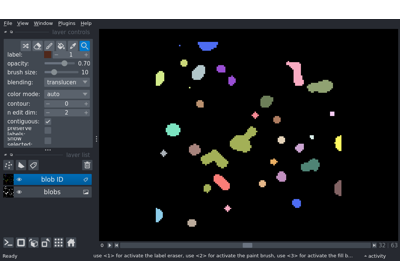 File View Window Plugins Help
layer controls
label: 1
opacity: 0.70
brush size: 10
blending: translucen
color mode: auto
contour: 0
n edit dim: 2
contiguous:
preserve labels:
show selected:
layer list
blob ID
blobs
32 63
Ready
use <1> for activate the label eraser, use <2> for activate the paint brush, use <3> for activate the fill b...
activity